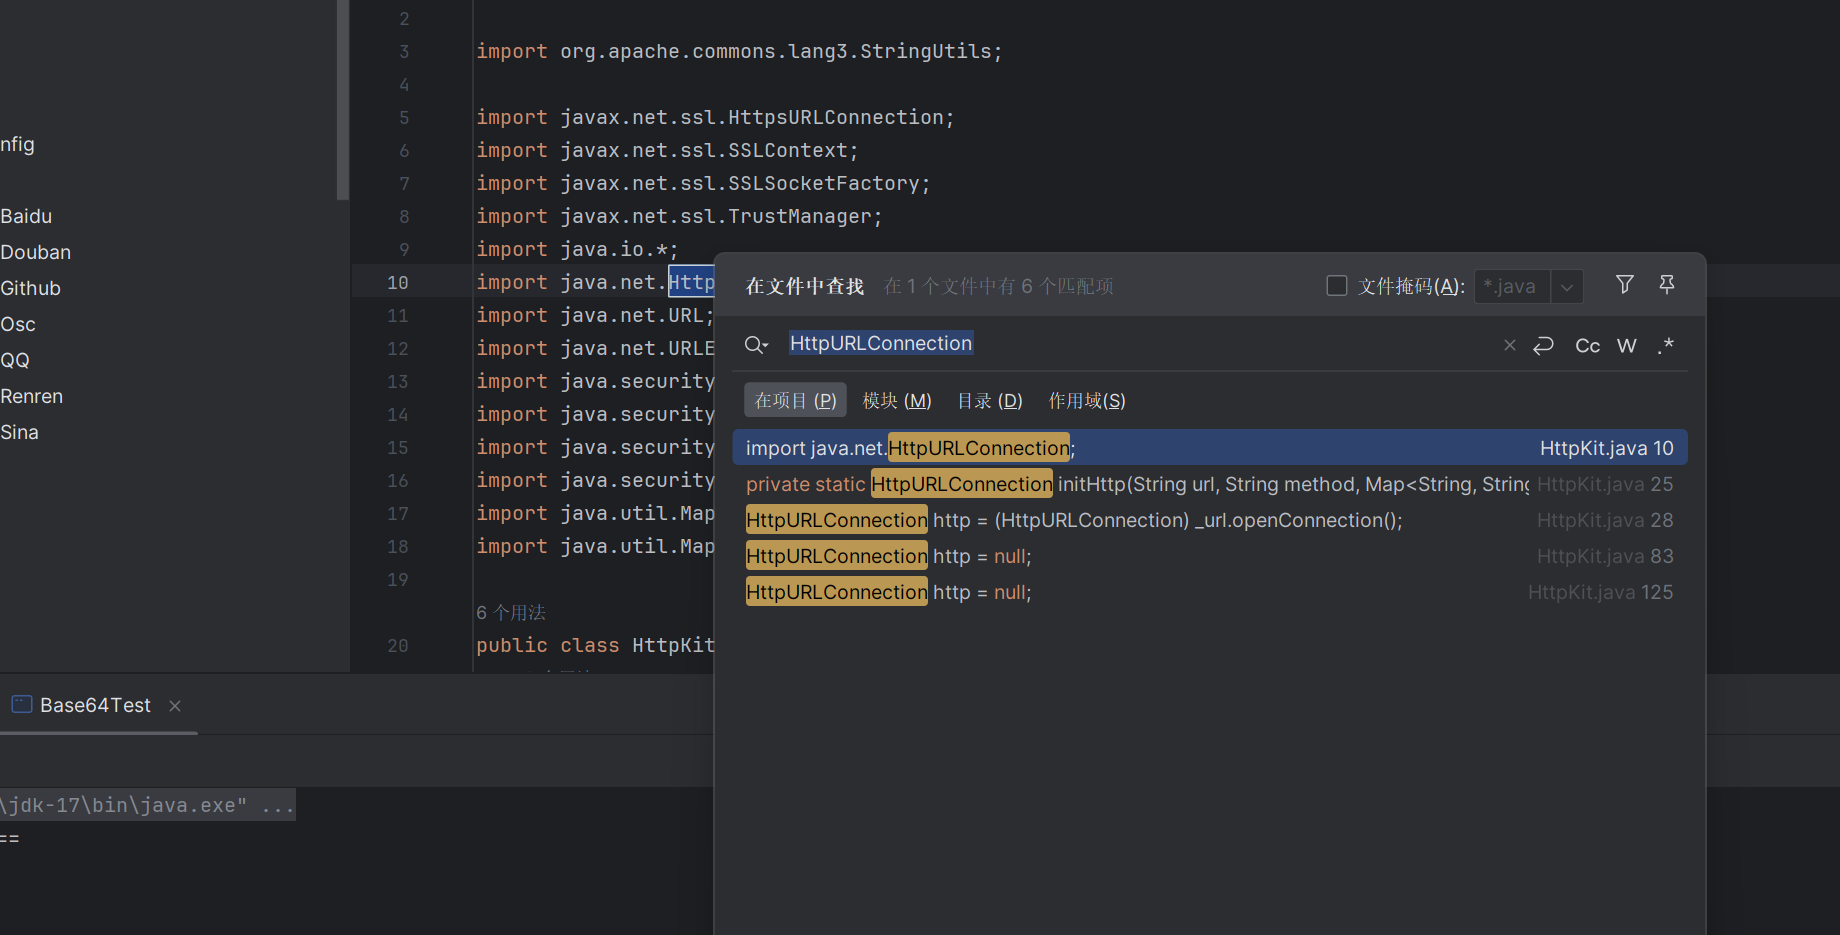 nfig
Baidu
Douban
Github
Osc
QQ
Renren
Sina
2
3 import org.apache.commons.lang3.StringUtils;
4
5 import javax.net.ssl.HttpsURLConnection;
6 import javax.net.ssl.SSLContext;
7 import javax.net.ssl.SSLSocketFactory;
8 import javax.net.ssl.TrustManager;
9 import java.io.*;
10 import java.net.Http
11 import java.net.URL;
12 import java.net.URLE
13 import java.security
14 import java.security
15 import java.security
16 import java.security
17 import java.util.Map
18 import java.util.Map
19
6 个用法
20 public class HttpKit
在文件中查找 在 1 个文件中有 6 个匹配项 文件掩码(A): *.java
HttpURLConnection × Cc W .*
在项目 (P) 模块 (M) 目录 (D) 作用域(S)
import java.net.HttpURLConnection; HttpKit.java 10
private static HttpURLConnection initHttp(String url, String method, Map<String, String HttpKit.java 25
HttpURLConnection http = (HttpURLConnection) _url.openConnection(); HttpKit.java 28
HttpURLConnection http = null; HttpKit.java 83
HttpURLConnection http = null; HttpKit.java 125
Base64Test ×
\jdk-17\bin\java.exe" ...
==